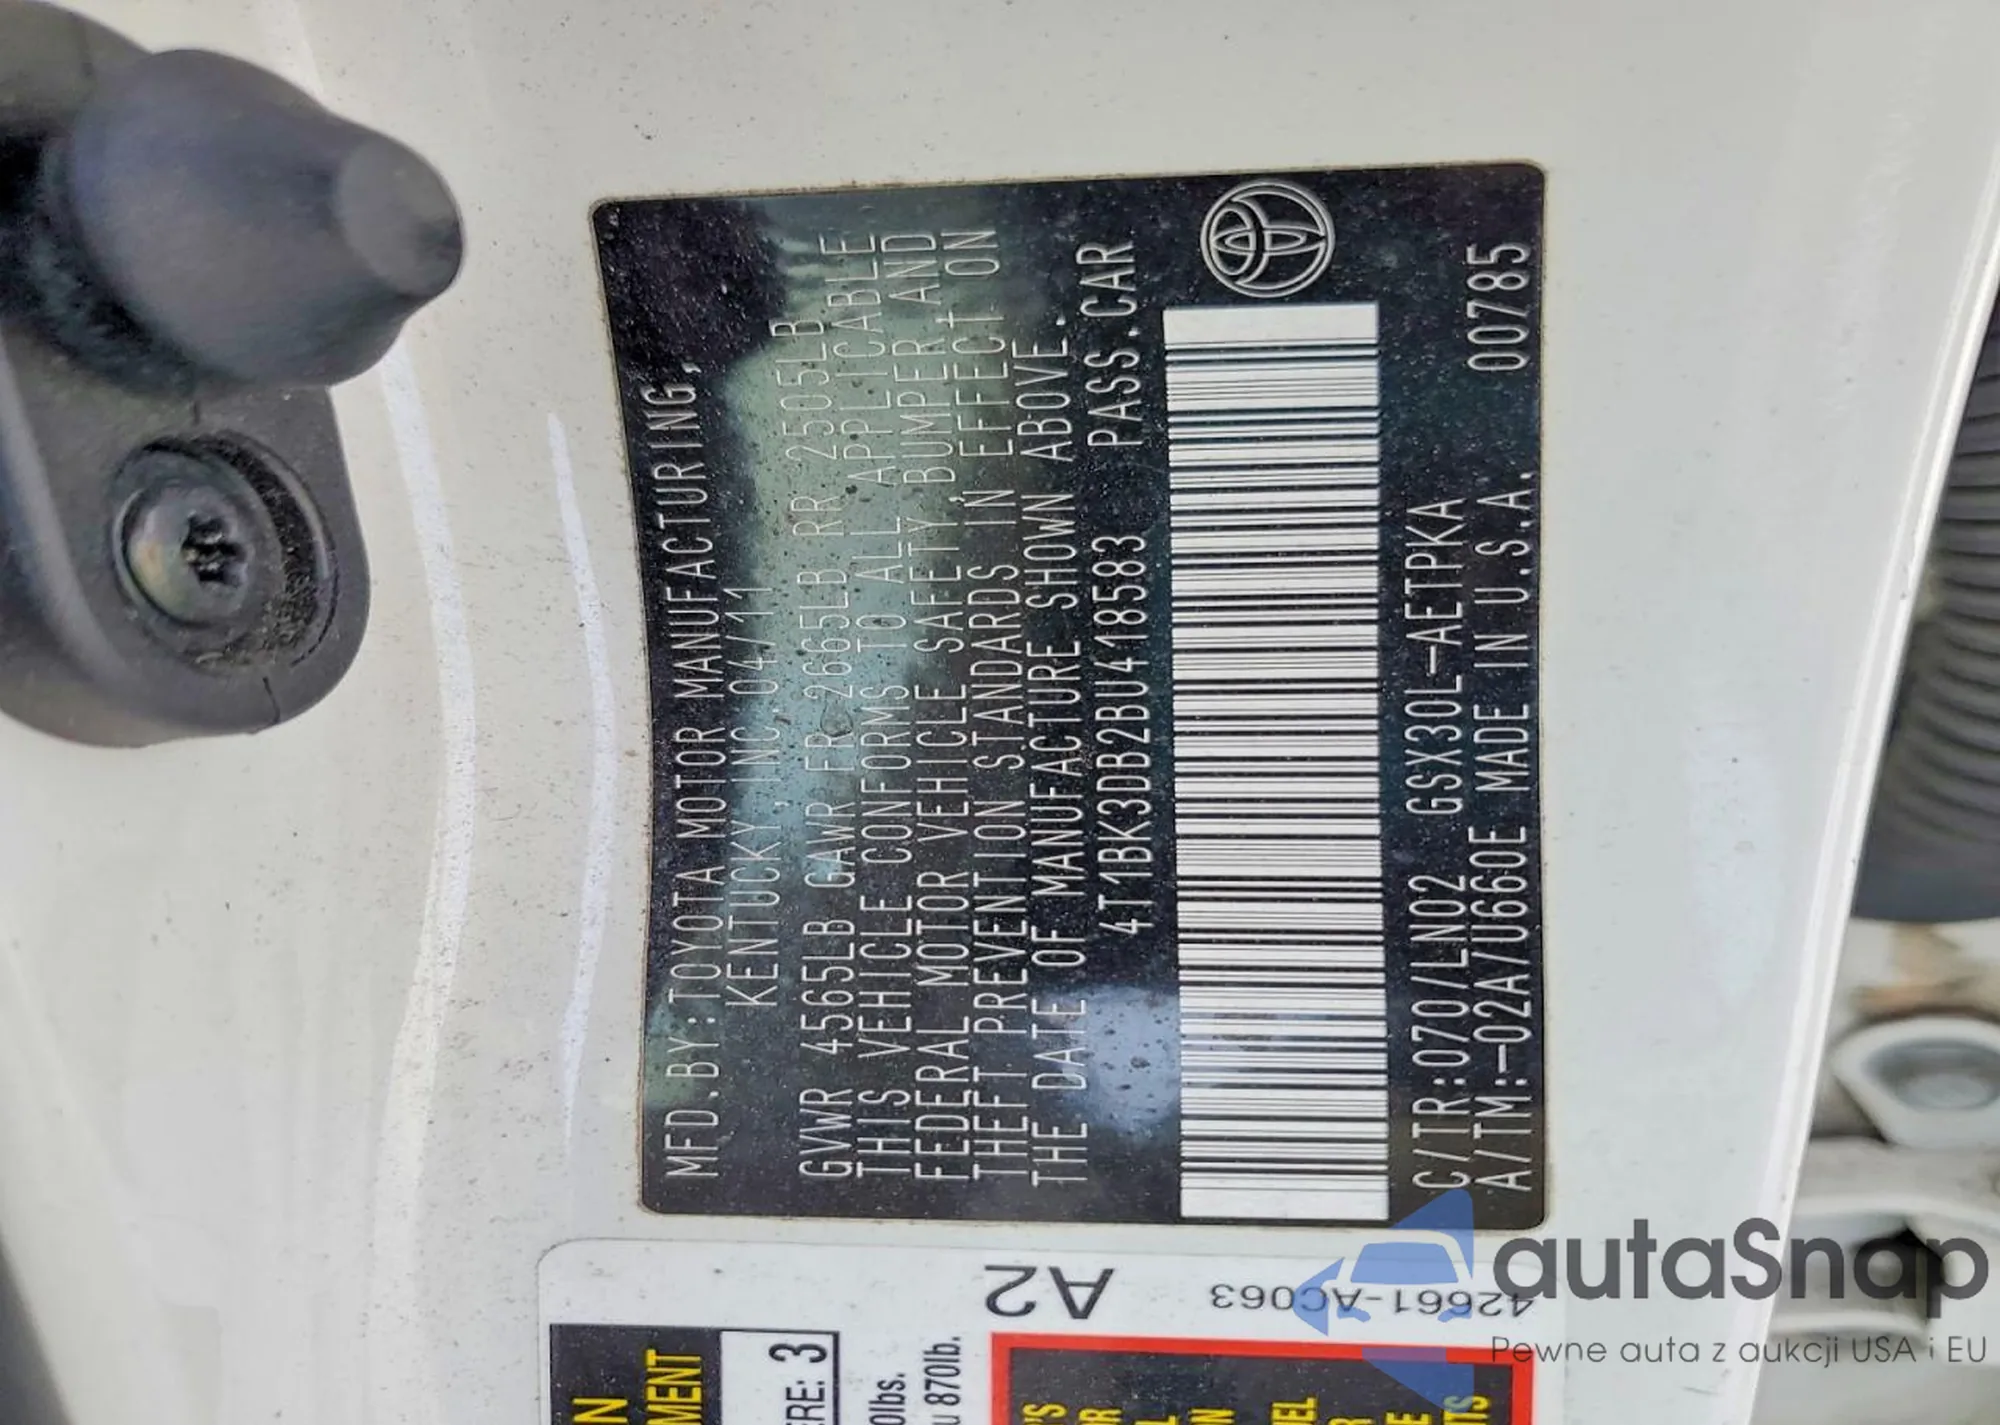 MFD.BY:TOYOTA MOTOR MANUFACTURING,
KENTUCKY,INC.04/11
GVWR 4565LB GAWR FR 2665LB RR 2505LB
THIS VEHICLE CONFORMS TO ALL APPLICABLE
FEDERAL MOTOR VEHICLE SAFETY, BUMPER AND
THEFT PREVENTION STANDARDS IN EFFECT ON
THE DATE OF MANUFACTURE SHOWN ABOVE.
4T1BK3DB2BU418583 PASS.CAR
C/TR:070/LN02 GSX30L-AETPKA
A/TM:-02A/U660E MADE IN U.S.A. 00785
A2
42661-AC063
MENT
3
870lb.
autaSnap
Pewne auta z aukcji USA i EU